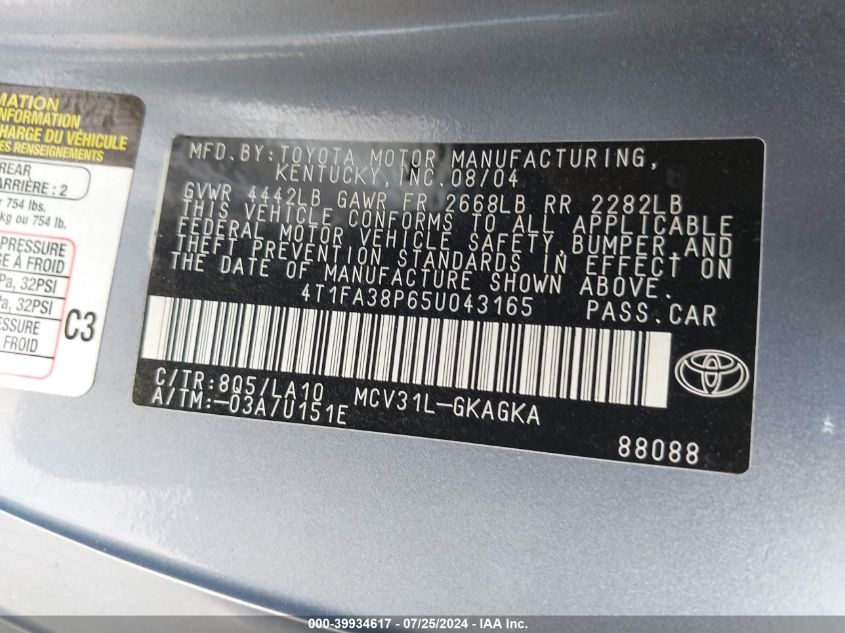 MATION
NFORMATION
CHARGE DU VÉHICULE
ES RENSEIGNEMENTS
REAR
ARRIÈRE : 2
754 lbs.
kg ou 754 lb.
PRESSURE
À FROID
Pa, 32PSI
Pa, 32PSI
PRESSURE
FROID
C3
MFD.BY:TOYOTA MOTOR MANUFACTURING,
KENTUCKY, INC.08/04
GVWR 4442LB GAWR FR 2668LB RR 2282LB
THIS VEHICLE CONFORMS TO ALL APPLICABLE
FEDERAL MOTOR VEHICLE SAFETY,BUMPER,AND
THEFT PREVENTION STANDARDS IN EFFECT ON
THE DATE OF MANUFACTURE SHOWN ABOVE.
4T1FA38P65U043165 PASS.CAR
C/TR:8Q5/LA10 MCV31L-GKAGKA
A/TM:-03A/U151E
88088
000-39934617 - 07/25/2024 - IAA Inc.